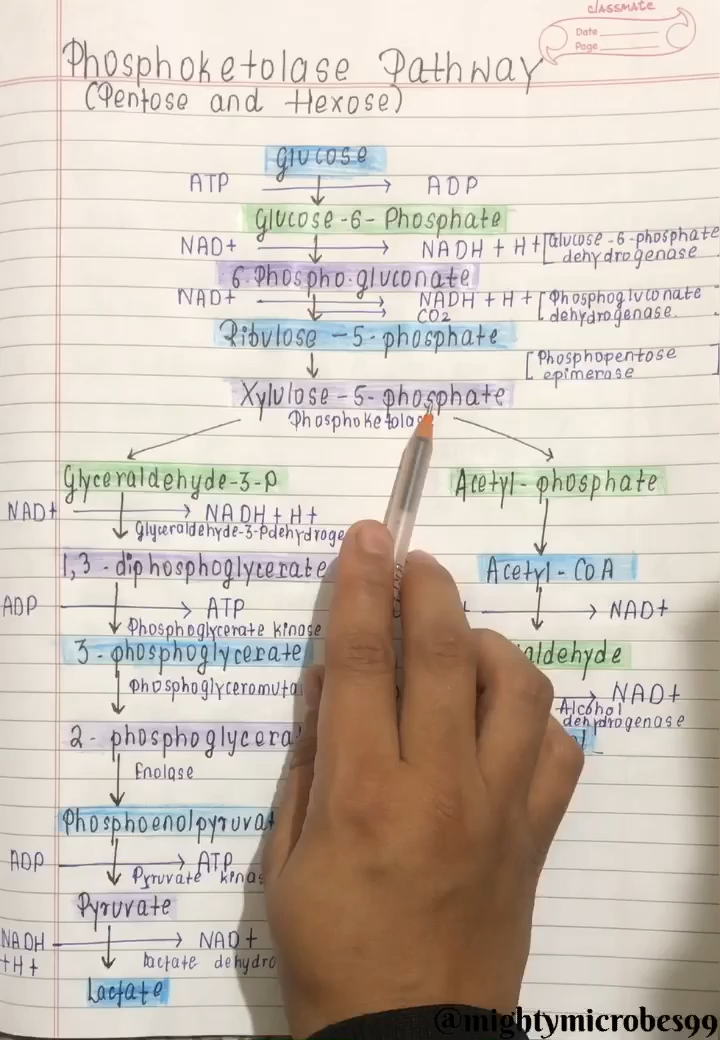 classmate
Date
Page
Phosphoketolase Pathway
(Pentose and Hexose)
Glucose
ATP ADP
Glucose-6-Phosphate
NAD+ NADH + H+ [Glucose-6-phosphate
dehydrogenase
6-Phospho.gluconate
NAD+ NADH + H+ [Phosphogluconate
CO2 dehydrogenase.
Ribulose-5-phosphate
[Phosphopentose ]
epimerase
Xylulose-5-phosphate
Glyceraldehyde-3-P Acetyl-phosphate
NAD+ NADH + H+
1,3-diphosphoglycerate Acetyl-CoA
ADP ATP NAD+
Phosphoglycerate kinase
3-phosphoglycerate
NAD+
Alcohol
dehydrogenase
2-
Enolase
ADP ATP
Pyruvate
Pyruvate
NADH NAD+
+H+ lactate
Lactate
@mightymicrobes99